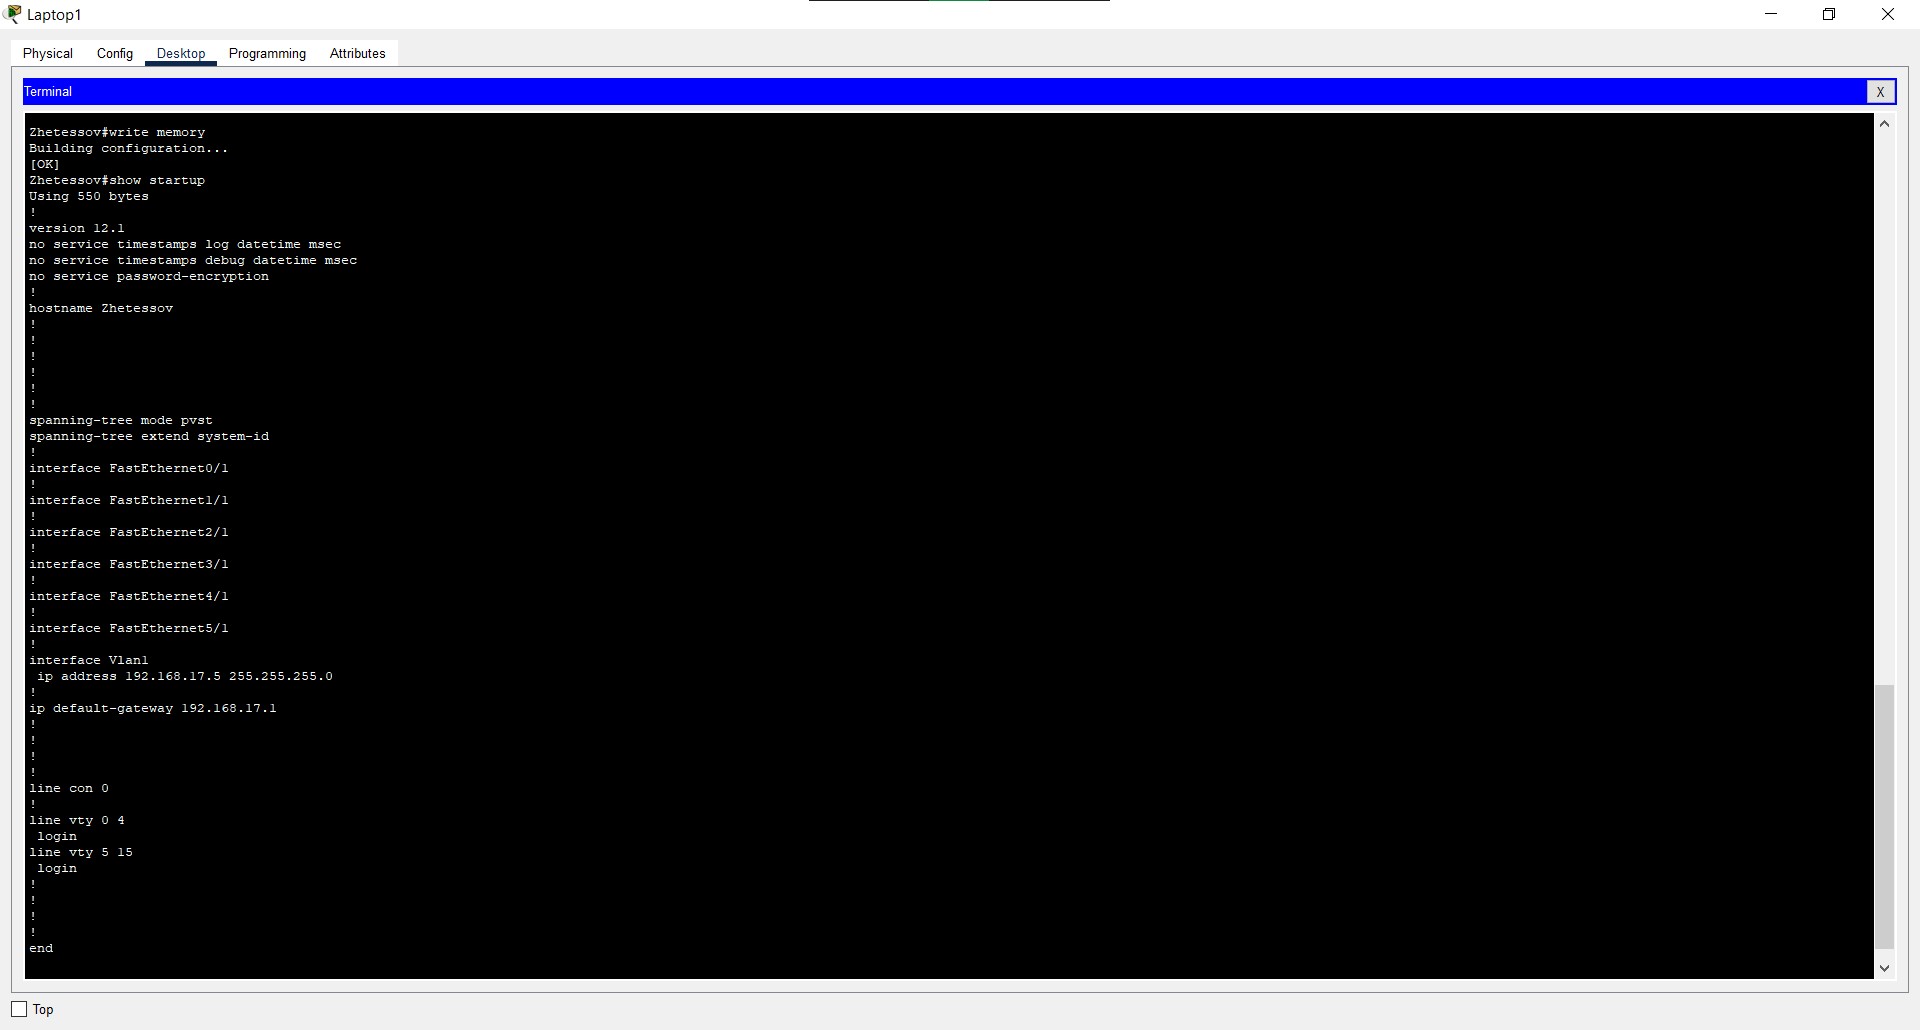 Laptop1
Physical Config Desktop Programming Attributes
Terminal
X
Zhetessov#write memory
Building configuration...
[OK]
Zhetessov#show startup
Using 550 bytes
!
version 12.1
no service timestamps log datetime msec
no service timestamps debug datetime msec
no service password-encryption
!
hostname Zhetessov
!
!
!
!
!
!
spanning-tree mode pvst
spanning-tree extend system-id
!
interface FastEthernet0/1
!
interface FastEthernet1/1
!
interface FastEthernet2/1
!
interface FastEthernet3/1
!
interface FastEthernet4/1
!
interface FastEthernet5/1
!
interface Vlan1
 ip address 192.168.17.5 255.255.255.0
!
ip default-gateway 192.168.17.1
!
!
!
!
line con 0
!
line vty 0 4
 login
line vty 5 15
 login
!
!
!
!
end
Top